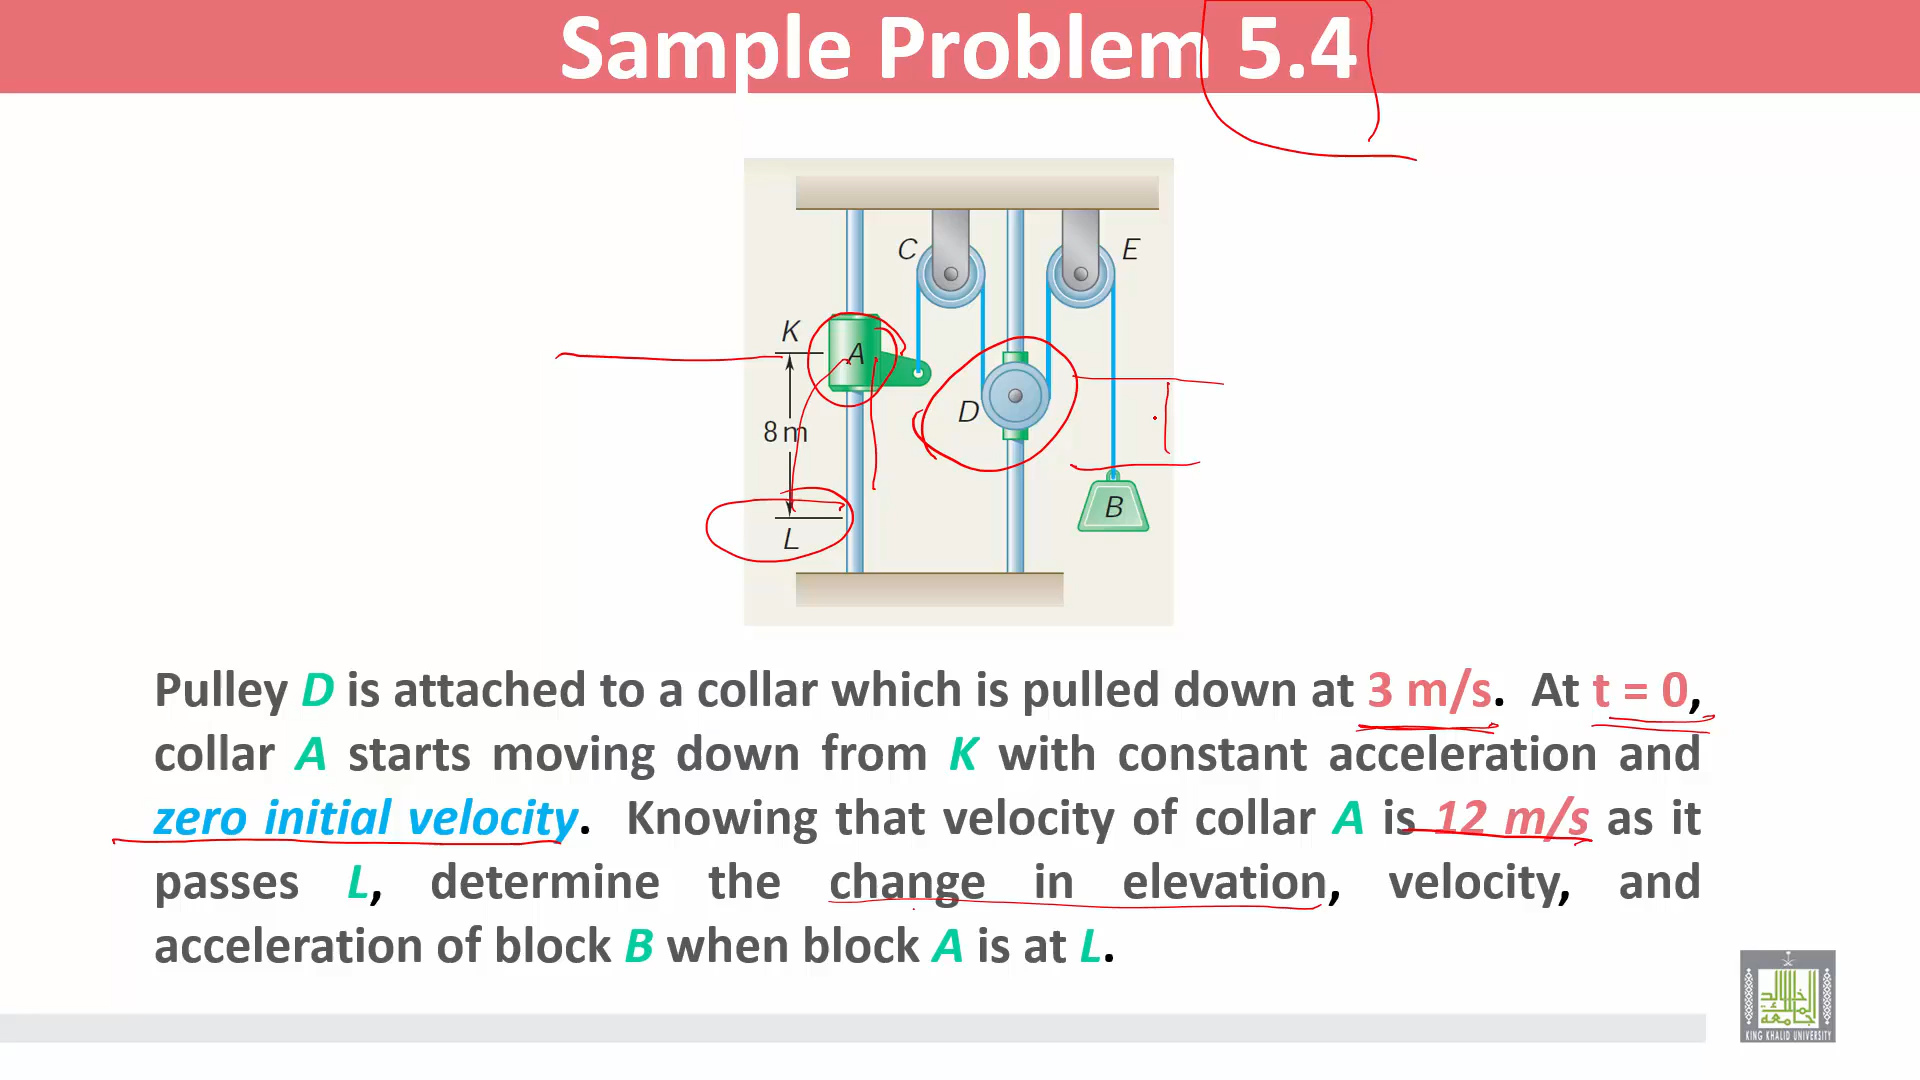 Sample Problem 5.4
C
E
K
A
D
8 m
B
L
Pulley D is attached to a collar which is pulled down at 3 m/s. At t = 0,
collar A starts moving down from K with constant acceleration and
zero initial velocity. Knowing that velocity of collar A is 12 m/s as it
passes L, determine the change in elevation, velocity, and
acceleration of block B when block A is at L.
جامعة الملك خالد
KING KHALID UNIVERSITY